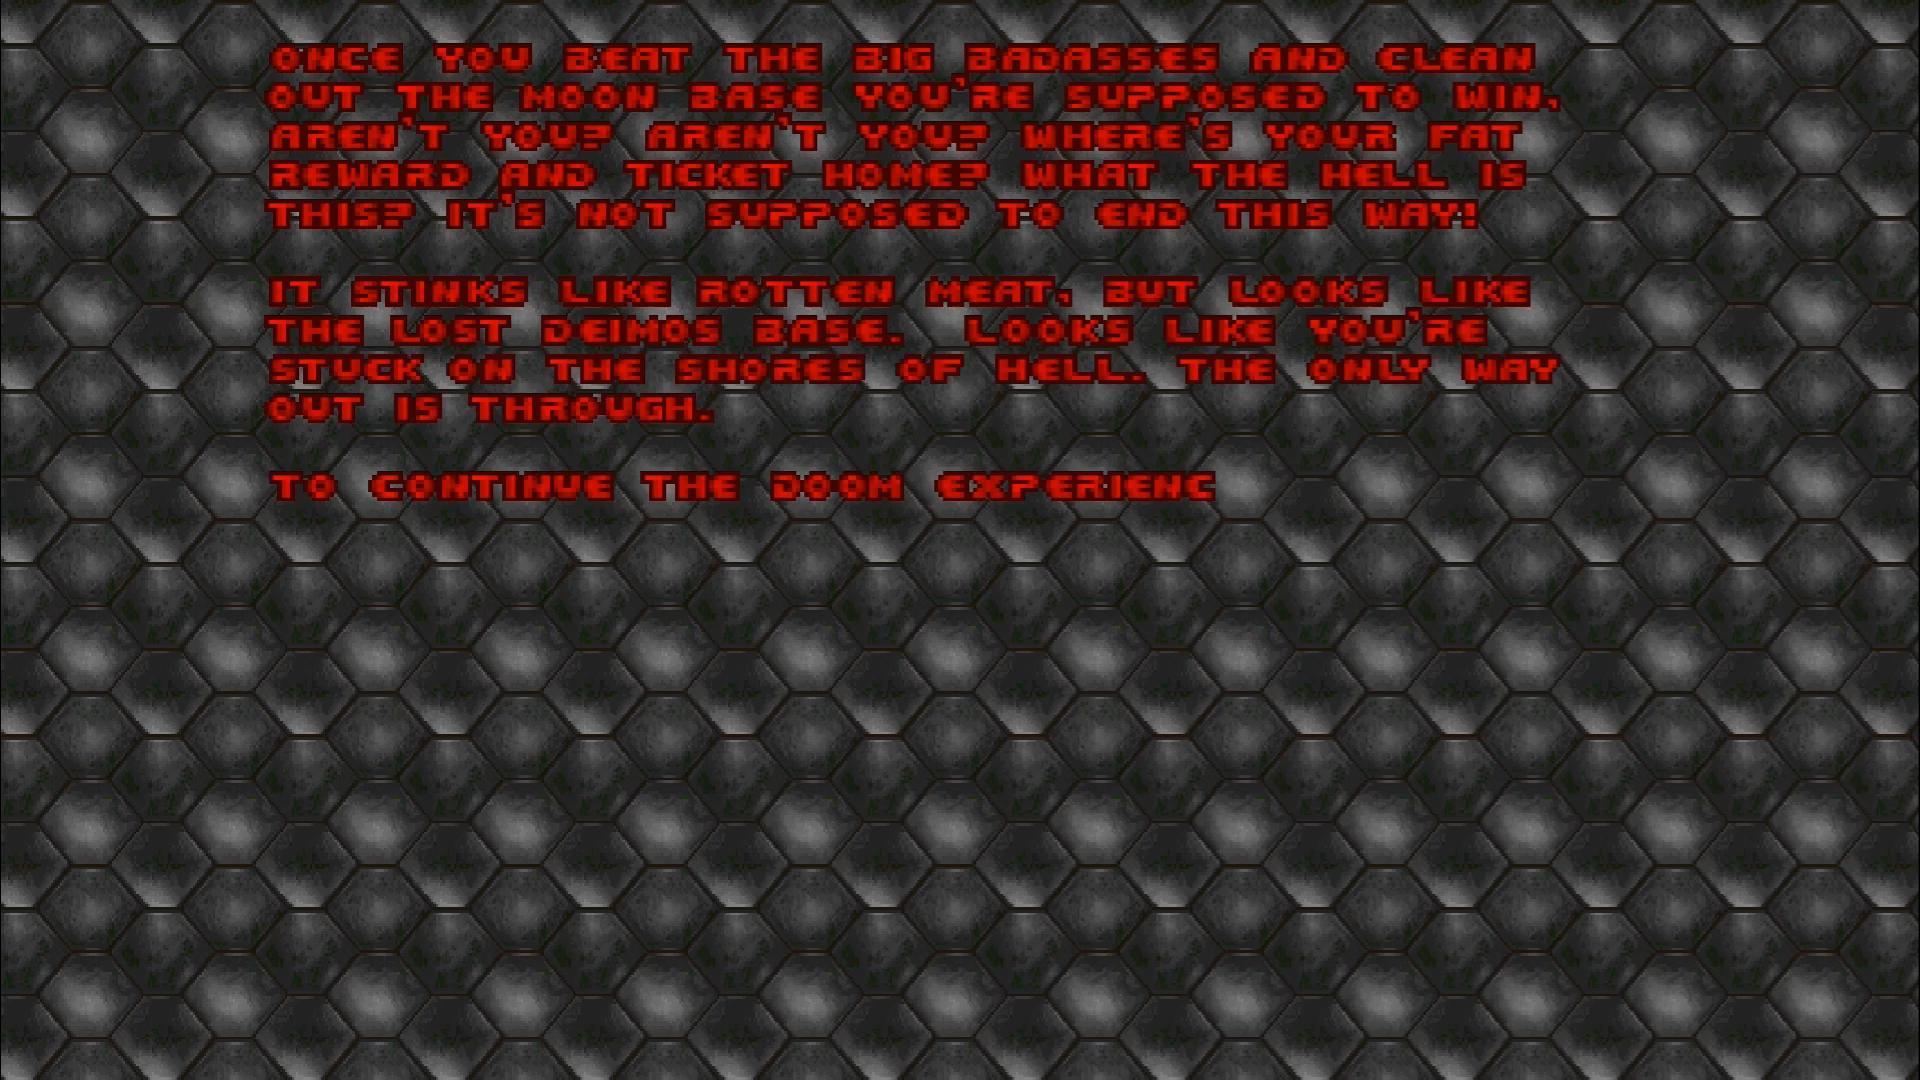 ONCE YOU BEAT THE BIG BADASSES AND CLEAN
OUT THE MOON BASE YOU'RE SUPPOSED TO WIN,
AREN'T YOU? AREN'T YOU? WHERE'S YOUR FAT
REWARD AND TICKET HOME? WHAT THE HELL IS
THIS? IT'S NOT SUPPOSED TO END THIS WAY!
IT STINKS LIKE ROTTEN MEAT, BUT LOOKS LIKE
THE LOST DEIMOS BASE.  LOOKS LIKE YOU'RE
STUCK ON THE SHORES OF HELL. THE ONLY WAY
OUT IS THROUGH.
TO CONTINUE THE DOOM EXPERIENC